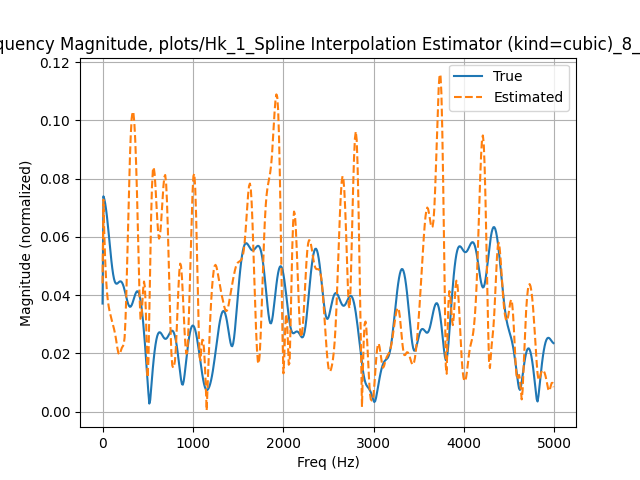 quency Magnitude, plots/Hk_1_Spline Interpolation Estimator (kind=cubic)_8_
True
Estimated
Magnitude (normalized)
0.12
0.10
0.08
0.06
0.04
0.02
0.00
0 1000 2000 3000 4000 5000
Freq (Hz)